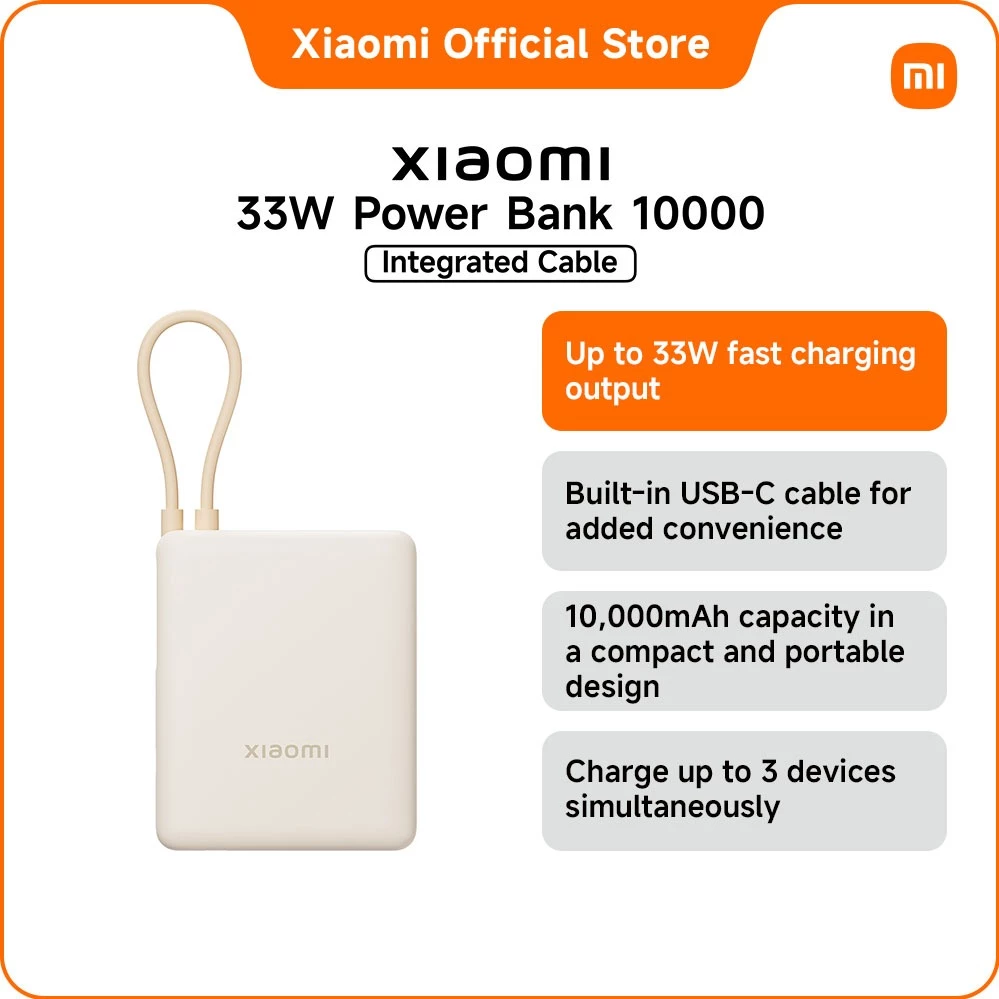 Xiaomi Official Store
mi
xiaomi
33W Power Bank 10000
Integrated Cable
Up to 33W fast charging
output
Built-in USB-C cable for
added convenience
10,000mAh capacity in
a compact and portable
design
Charge up to 3 devices
simultaneously
xiaomi